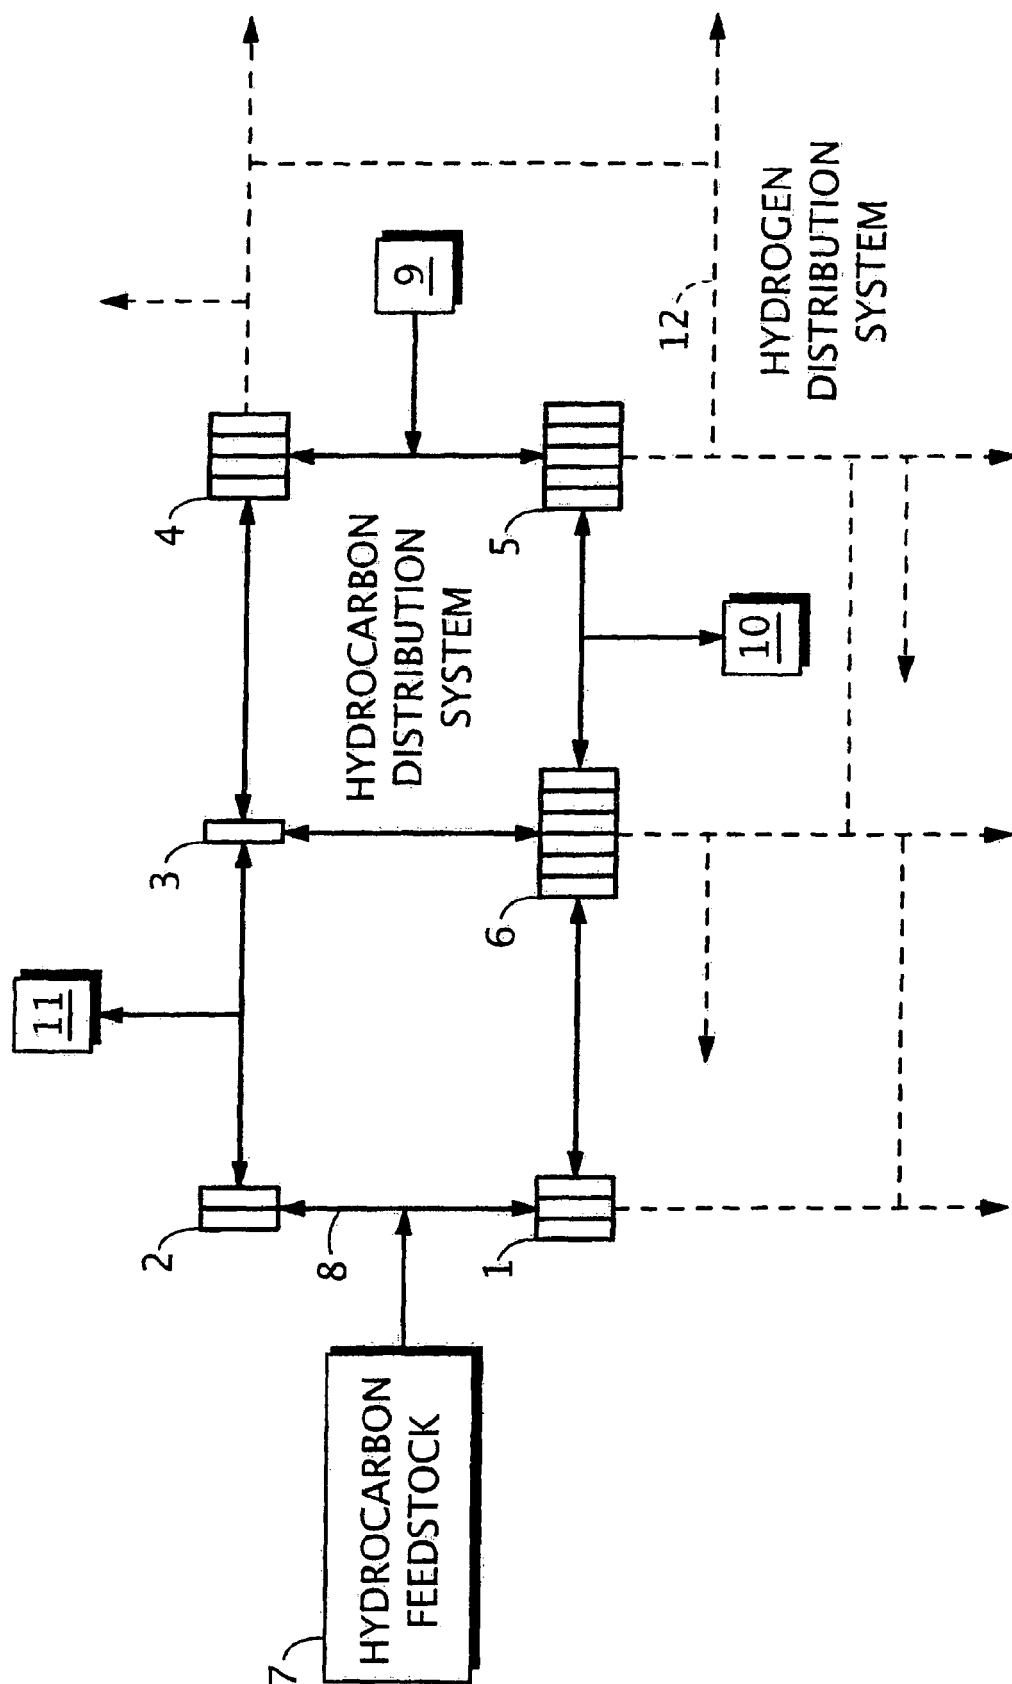 7
HYDROCARBON
FEEDSTOCK
2
8
1
11
3
6
HYDROCARBON
DISTRIBUTION
SYSTEM
4
5
10
9
12
HYDROGEN
DISTRIBUTION
SYSTEM